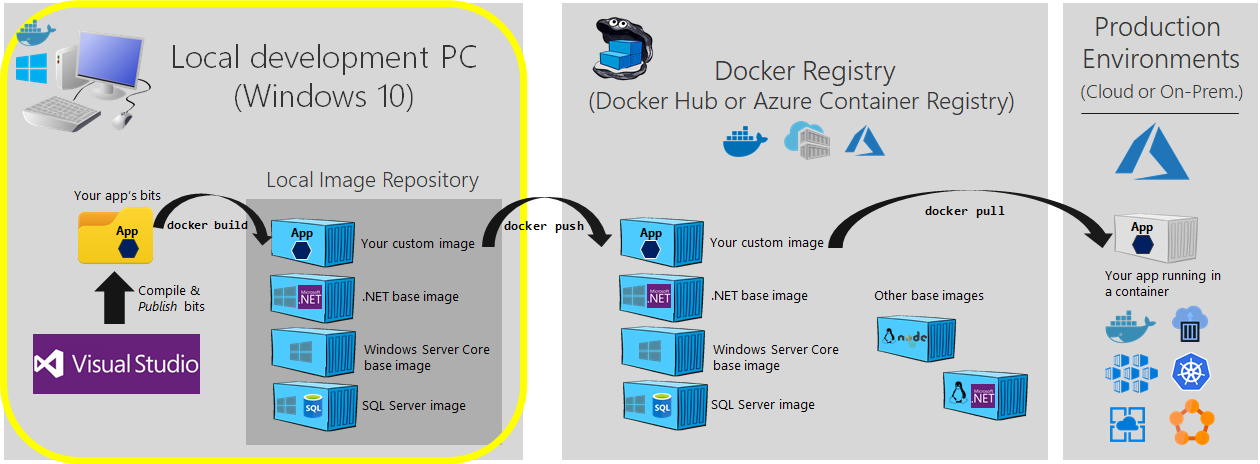 Local development PC
(Windows 10)
Your app's bits
App
docker build
Compile &
Publish bits
Visual Studio
Local Image Repository
App
Your custom image
Microsoft
.NET
.NET base image
Windows Server Core
base image
SQL
SQL Server image
docker push
Docker Registry
(Docker Hub or Azure Container Registry)
App
Your custom image
Microsoft
.NET
.NET base image
Windows Server Core
base image
SQL
SQL Server image
docker pull
Other base images
node
Microsoft
.NET
Production
Environments
(Cloud or On-Prem.)
App
Your app running in
a container